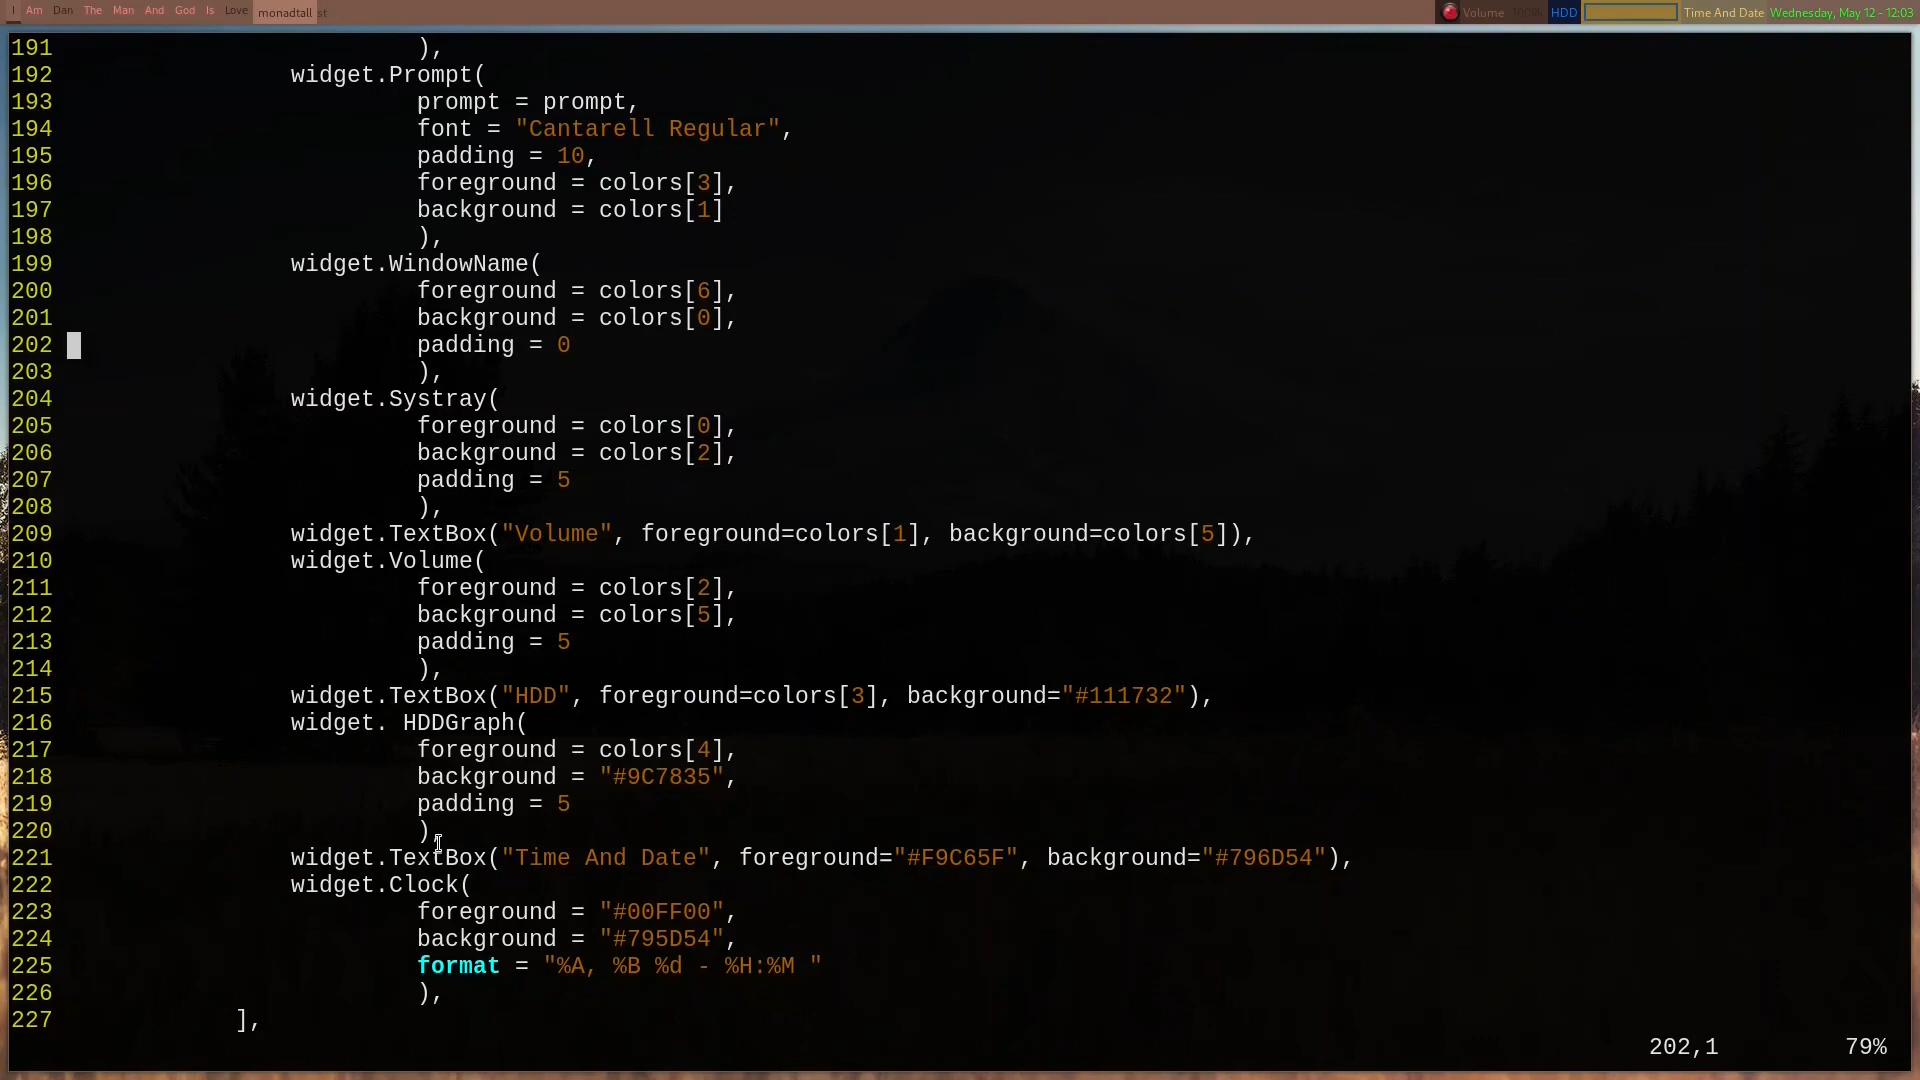 I Am Dan The Man And God Is Love monadtall st Volume 100% HDD Time And Date Wednesday, May 12 - 12:03
191 ),
192 widget.Prompt(
193 prompt = prompt,
194 font = "Cantarell Regular",
195 padding = 10,
196 foreground = colors[3],
197 background = colors[1]
198 ),
199 widget.WindowName(
200 foreground = colors[6],
201 background = colors[0],
202 padding = 0
203 ),
204 widget.Systray(
205 foreground = colors[0],
206 background = colors[2],
207 padding = 5
208 ),
209 widget.TextBox("Volume", foreground=colors[1], background=colors[5]),
210 widget.Volume(
211 foreground = colors[2],
212 background = colors[5],
213 padding = 5
214 ),
215 widget.TextBox("HDD", foreground=colors[3], background="#111732"),
216 widget. HDDGraph(
217 foreground = colors[4],
218 background = "#9C7835",
219 padding = 5
220 ),
221 widget.TextBox("Time And Date", foreground="#F9C65F", background="#796D54"),
222 widget.Clock(
223 foreground = "#00FF00",
224 background = "#795D54",
225 format = "%A, %B %d - %H:%M "
226 ),
227 ],
202,1 79%